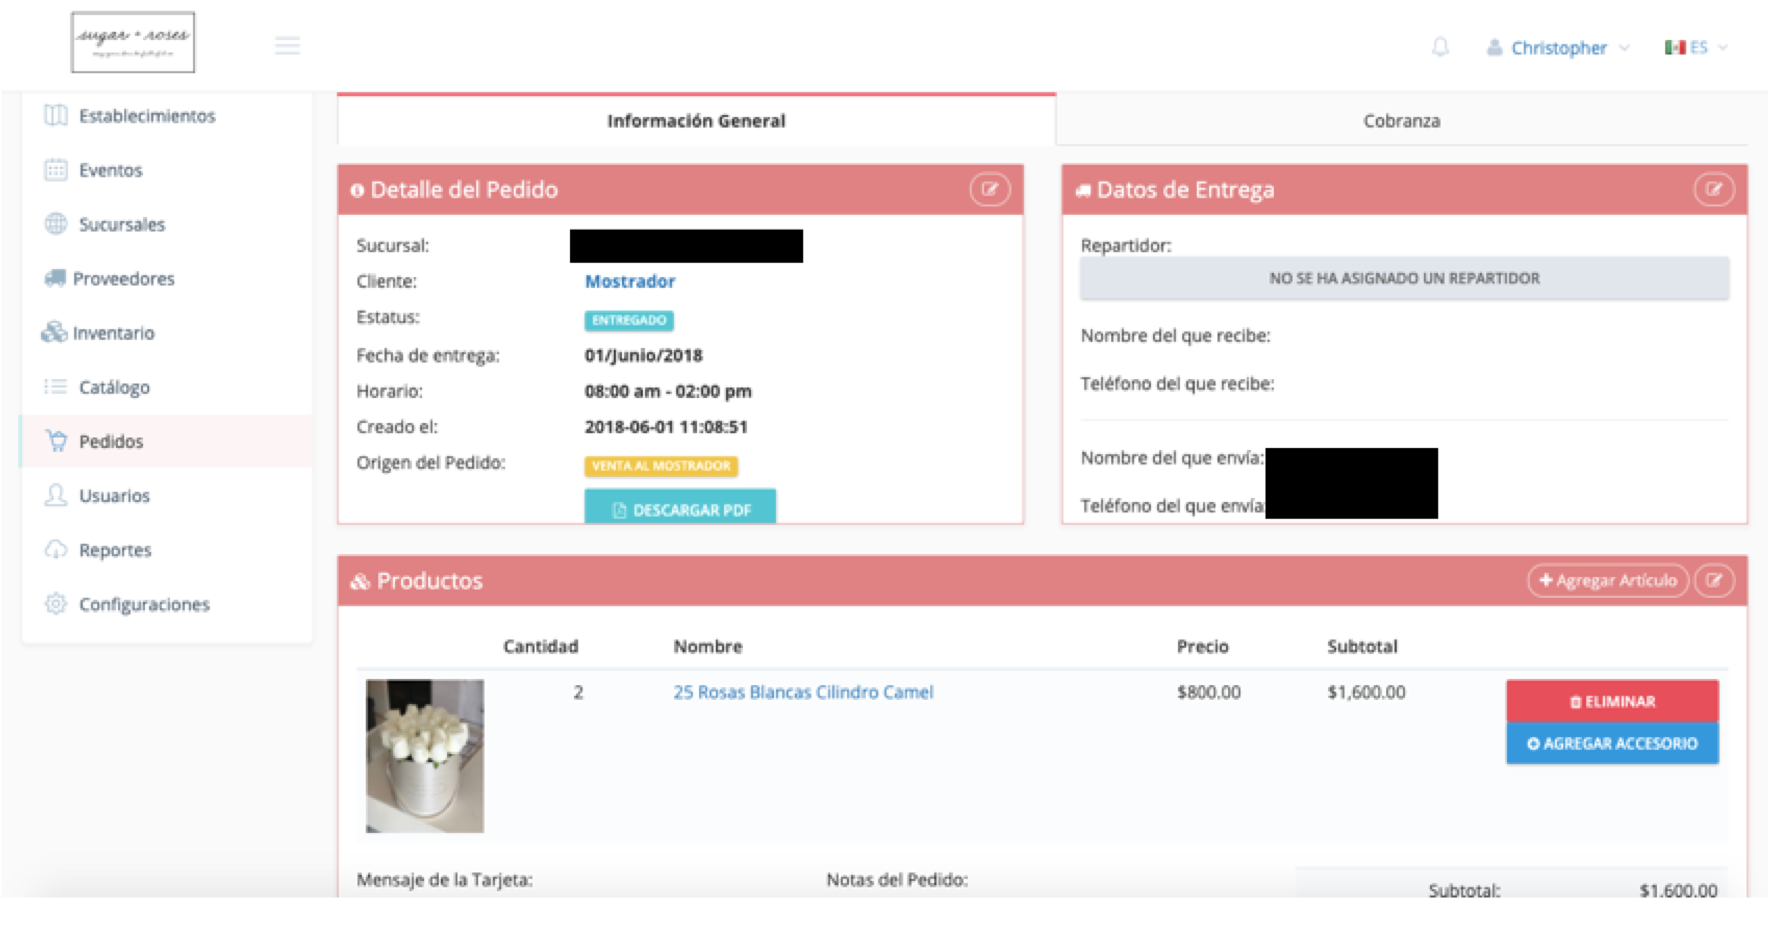 sugar + roses
Christopher
ES
Establecimientos
Eventos
Sucursales
Proveedores
Inventario
Catálogo
Pedidos
Usuarios
Reportes
Configuraciones
Información General
Cobranza
Detalle del Pedido
Sucursal:
Cliente: Mostrador
Estatus: ENTREGADO
Fecha de entrega: 01/Junio/2018
Horario: 08:00 am - 02:00 pm
Creado el: 2018-06-01 11:08:51
Origen del Pedido: VENTA AL MOSTRADOR
DESCARGAR PDF
Datos de Entrega
Repartidor:
NO SE HA ASIGNADO UN REPARTIDOR
Nombre del que recibe:
Teléfono del que recibe:
Nombre del que envía:
Teléfono del que envía
Productos
Agregar Artículo
Cantidad Nombre Precio Subtotal
2 25 Rosas Blancas Cilindro Camel $800.00 $1,600.00
ELIMINAR
AGREGAR ACCESORIO
Mensaje de la Tarjeta:
Notas del Pedido:
Subtotal: $1,600.00